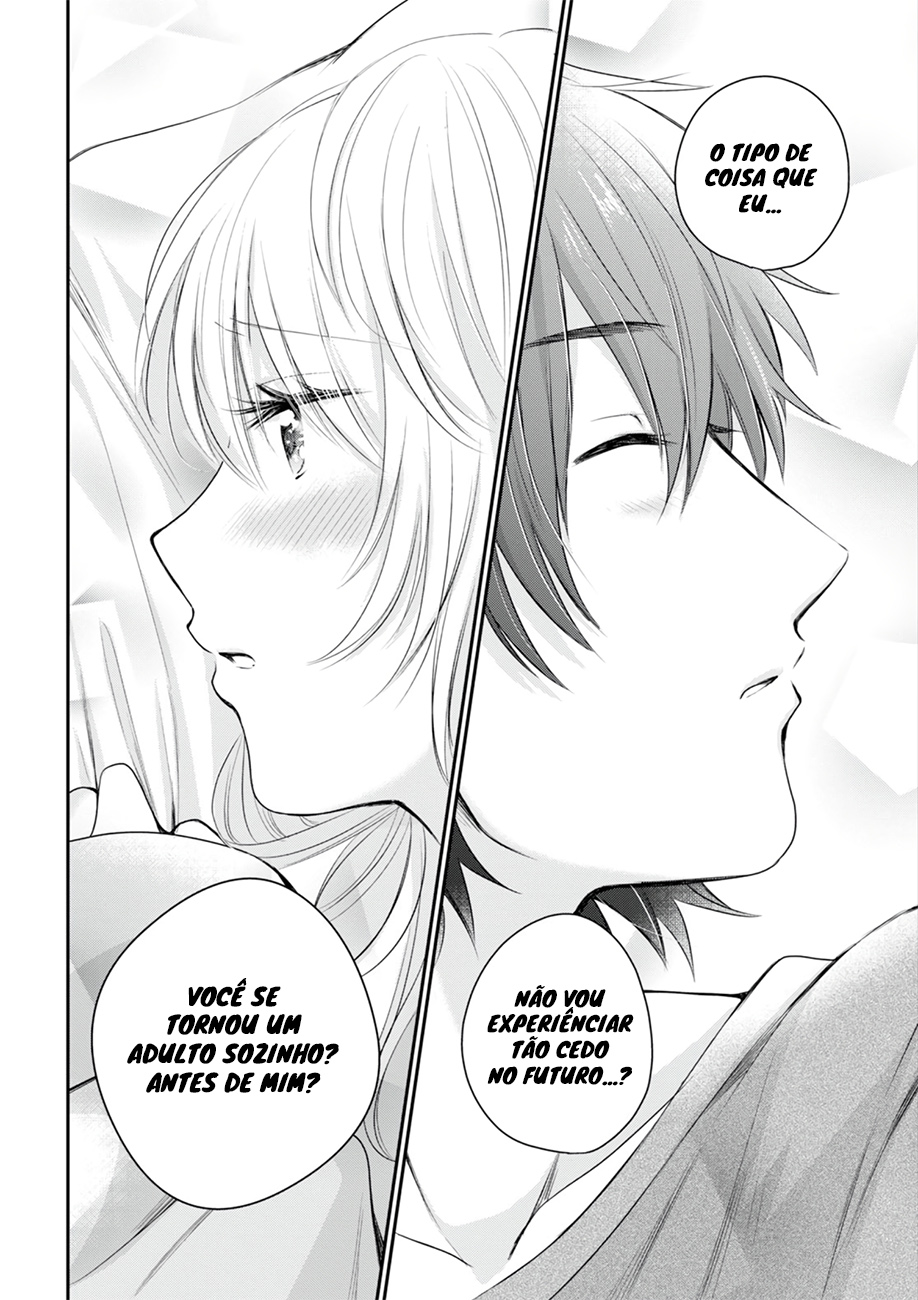 O TIPO DE
COISA QUE
EU...
NÃO VOU
EXPERIÊNCIAR
TÃO CEDO
NO FUTURO...?
VOCÊ SE
TORNOU UM
ADULTO SOZINHO?
ANTES DE MIM?